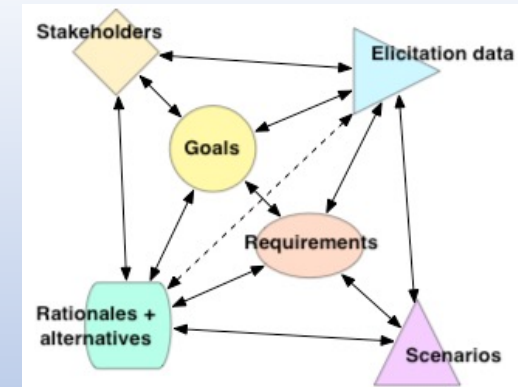 Stakeholders
Elicitation data
Goals
Requirements
Rationales +
alternatives
Scenarios